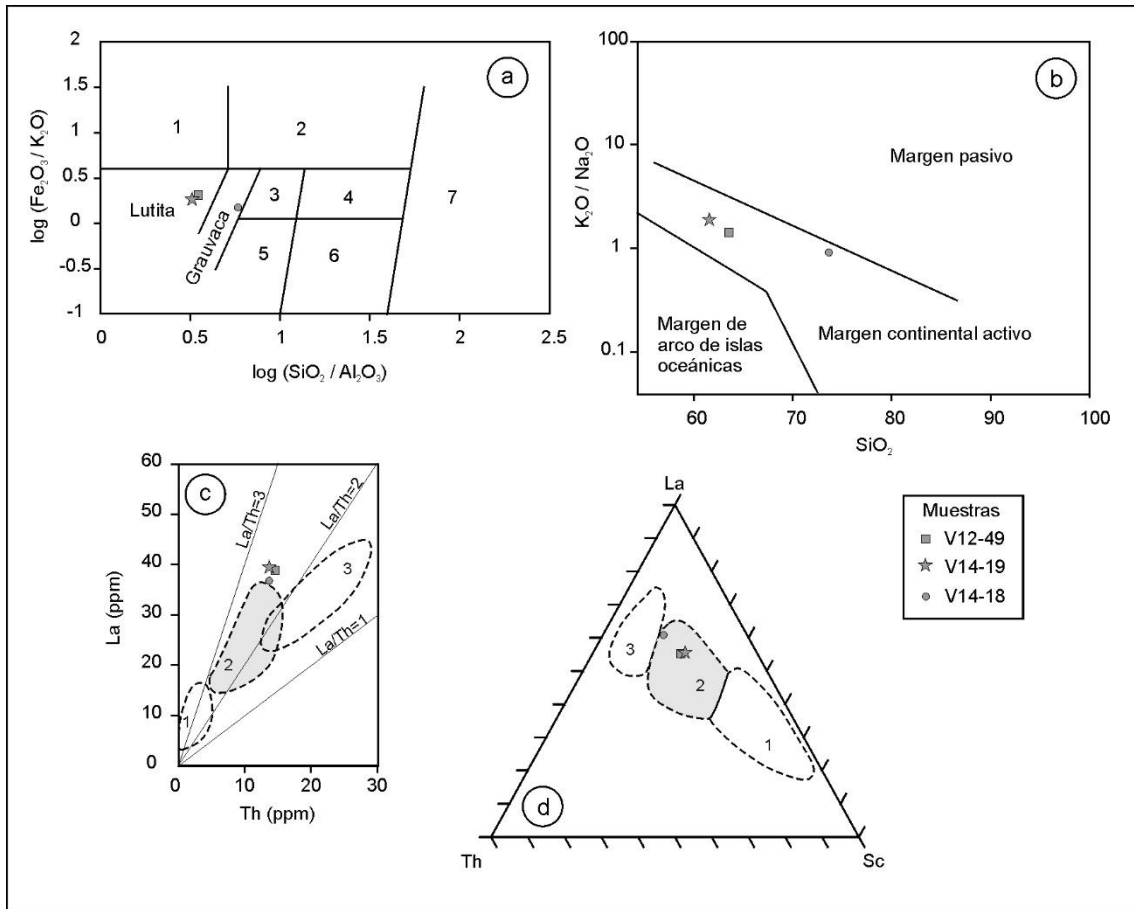 a
log (Fe₂O₃ / K₂O)
2
1.5
1
0.5
0
-0.5
-1
1
2
3
4
5
6
7
Lutita
Grauvaca
0
0.5
1
1.5
2
2.5
log (SiO₂ / Al₂O₃)
b
K₂O / Na₂O
100
10
1
0.1
Margen pasivo
Margen de
arco de islas
oceánicas
Margen continental activo
60
70
80
90
100
SiO₂
c
La (ppm)
60
50
40
30
20
10
0
La/Th=3
La/Th=2
La/Th=1
1
2
3
0
10
20
30
Th (ppm)
d
La
Th
Sc
3
2
1
Muestras
V12-49
V14-19
V14-18